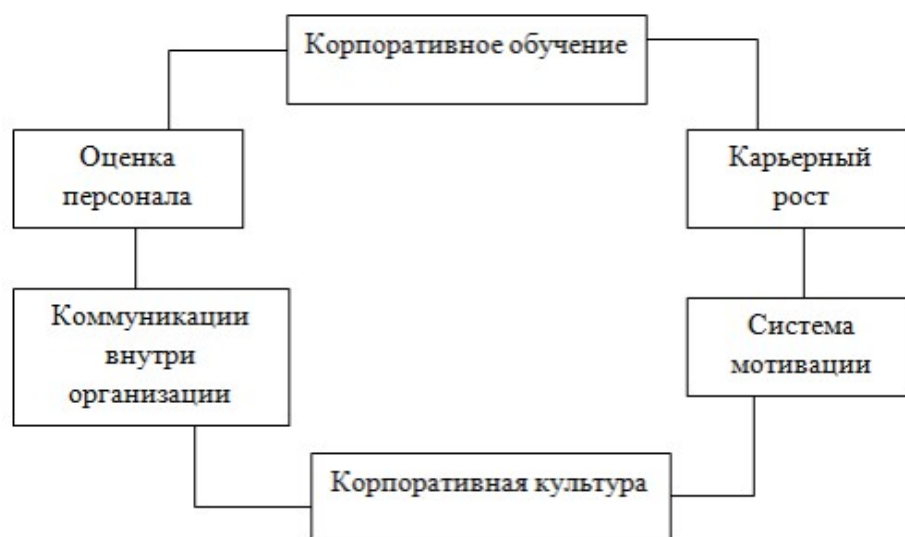 Корпоративное обучение
Оценка
персонала
Карьерный
рост
Коммуникации
внутри
организации
Система
мотивации
Корпоративная культура